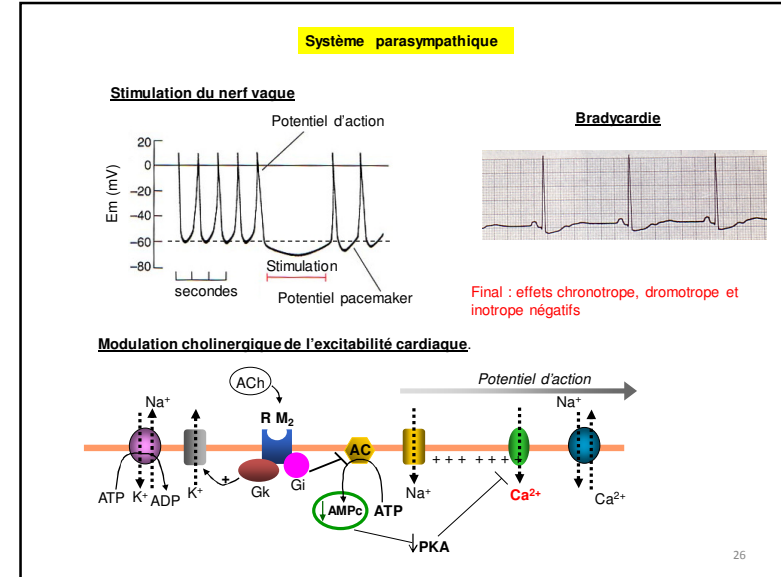 Système parasympathique
Stimulation du nerf vague
Potentiel d'action
Bradycardie
20
0
−20
−40
−60
−80
Em (mV)
Stimulation
secondes
Potentiel pacemaker
Final : effets chronotrope, dromotrope et
inotrope négatifs
Modulation cholinergique de l'excitabilité cardiaque.
ACh
Potentiel d'action
Na⁺
R M₂
Na⁺
AC
+
+ + + + + +
ATP
K⁺
ADP
K⁺
Gk
Gi
AMPc
ATP
Na⁺
Ca²⁺
Ca²⁺
PKA
26